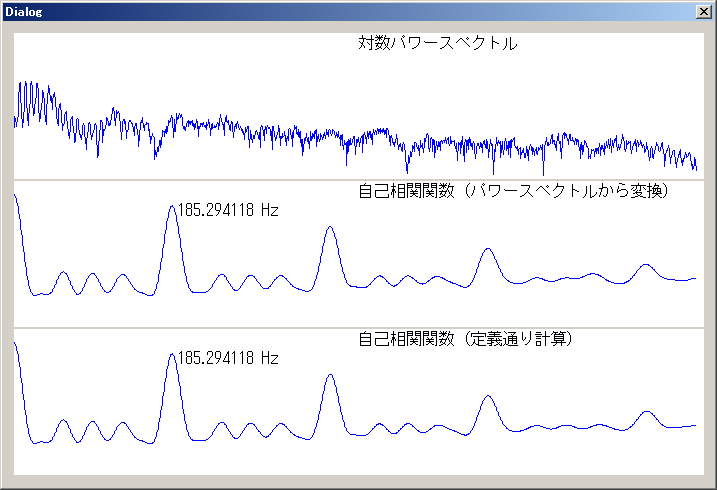 Dialog
対数パワースペクトル
自己相関関数（パワースペクトルから変換）
185.294118 Hz
自己相関関数（定義通り計算）
185.294118 Hz